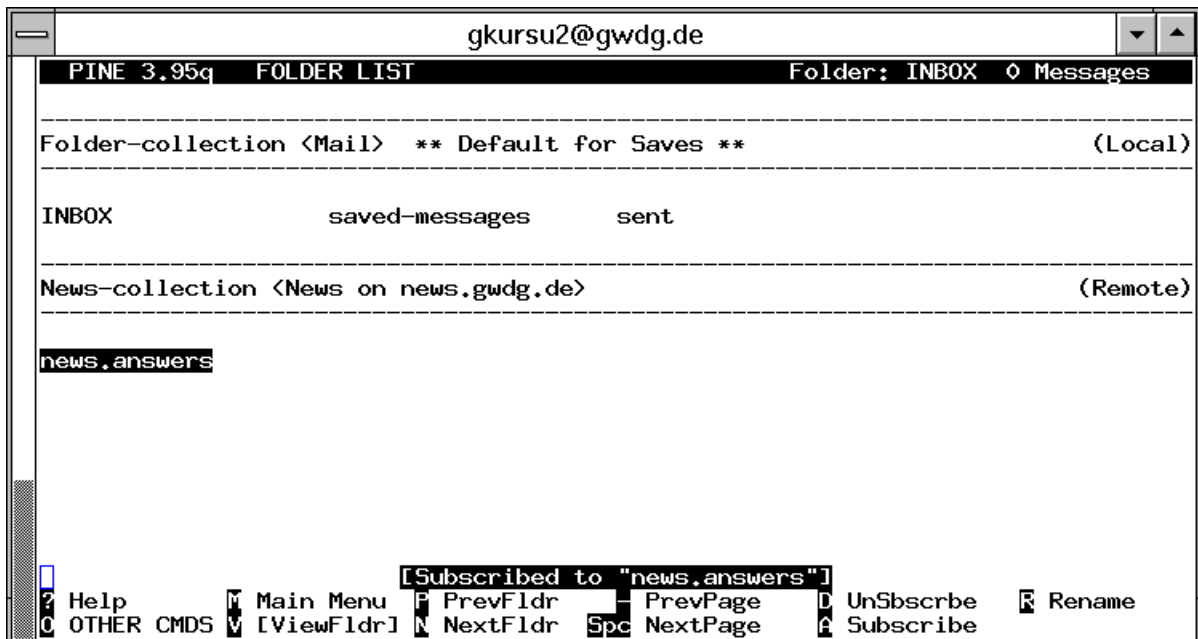 gkursu2@gwdg.de
PINE 3.95q FOLDER LIST Folder: INBOX 0 Messages
Folder-collection <Mail> ** Default for Saves ** (Local)
INBOX saved-messages sent
News-collection <News on news.gwdg.de> (Remote)
news.answers
[Subscribed to "news.answers"]
? Help M Main Menu P PrevFldr - PrevPage D UnSbscrbe R Rename
O OTHER CMDS V [ViewFldr] N NextFldr Spc NextPage A Subscribe